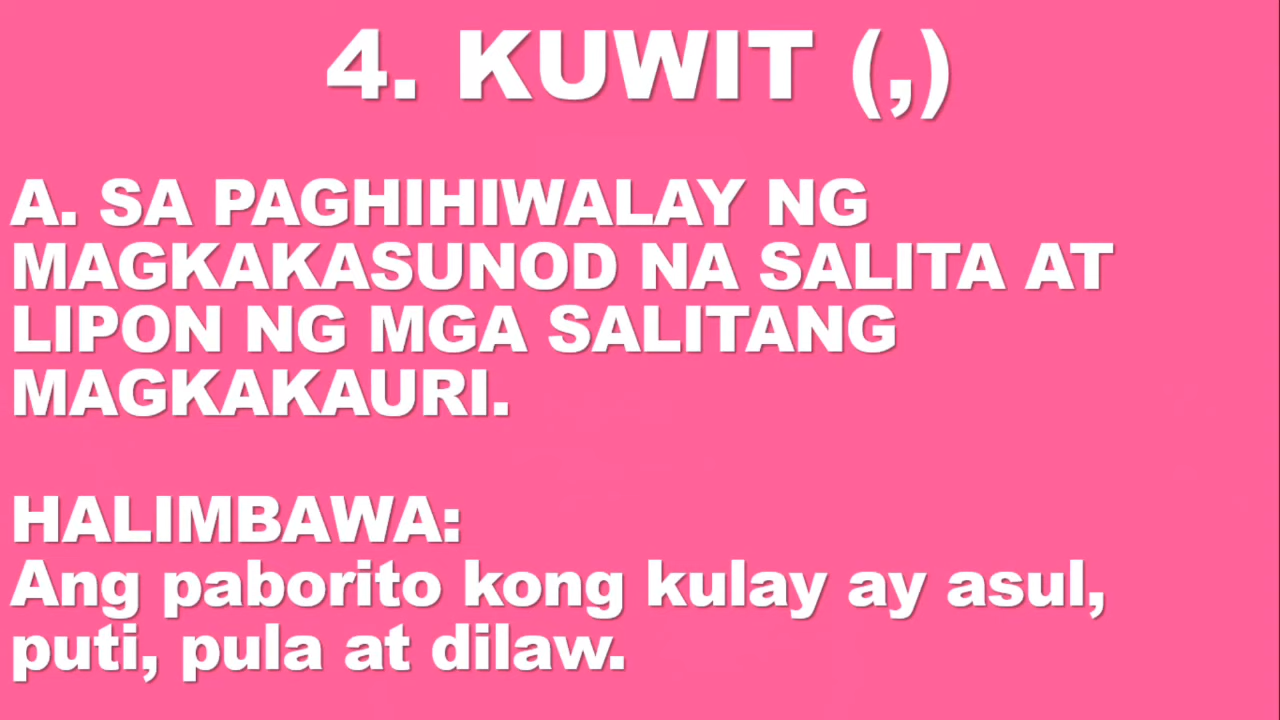 4. KUWIT (,)
A. SA PAGHIHIWALAY NG
MAGKAKASUNOD NA SALITA AT
LIPON NG MGA SALITANG
MAGKAKAURI.
HALIMBAWA:
Ang paborito kong kulay ay asul,
puti, pula at dilaw.